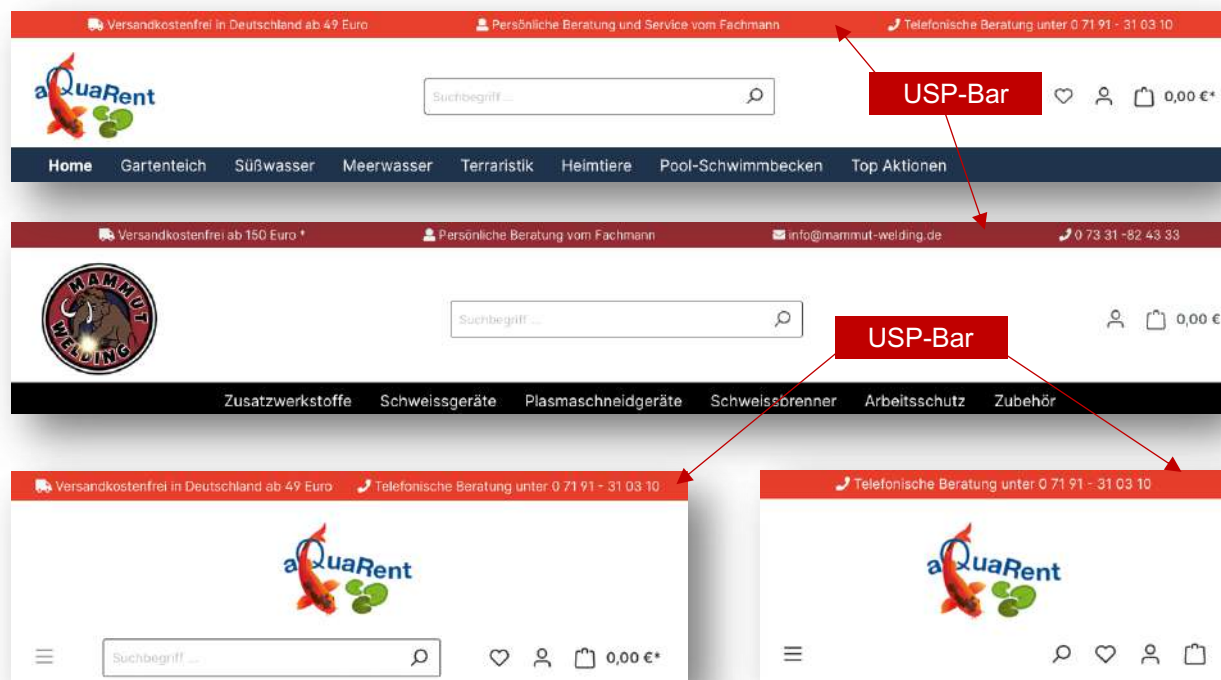 Versandkostenfrei in Deutschland ab 49 Euro Persönliche Beratung und Service vom Fachmann Telefonische Beratung unter 0 71 91 - 31 03 10
aQuaRent
Suchbegriff ...
USP-Bar
0,00 €*
Home Gartenteich Süßwasser Meerwasser Terraristik Heimtiere Pool-Schwimmbecken Top Aktionen
Versandkostenfrei ab 150 Euro * Persönliche Beratung vom Fachmann info@mammut-welding.de 0 73 31 -82 43 33
MAMMUT
WELDING
Suchbegriff ...
0,00 €
USP-Bar
Zusatzwerkstoffe Schweissgeräte Plasmaschneidgeräte Schweissbrenner Arbeitsschutz Zubehör
Versandkostenfrei in Deutschland ab 49 Euro Telefonische Beratung unter 0 71 91 - 31 03 10
aQuaRent
Suchbegriff ...
0,00 €*
Telefonische Beratung unter 0 71 91 - 31 03 10
aQuaRent